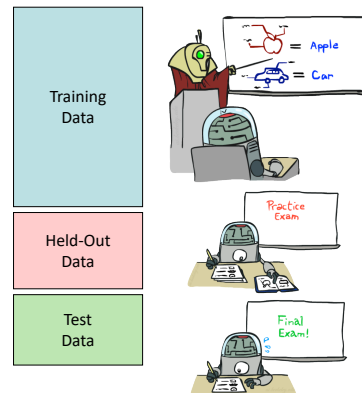 Training
Data
= Apple
= Car
Held-Out
Data
Practice
Exam
Test
Data
Final
Exam!